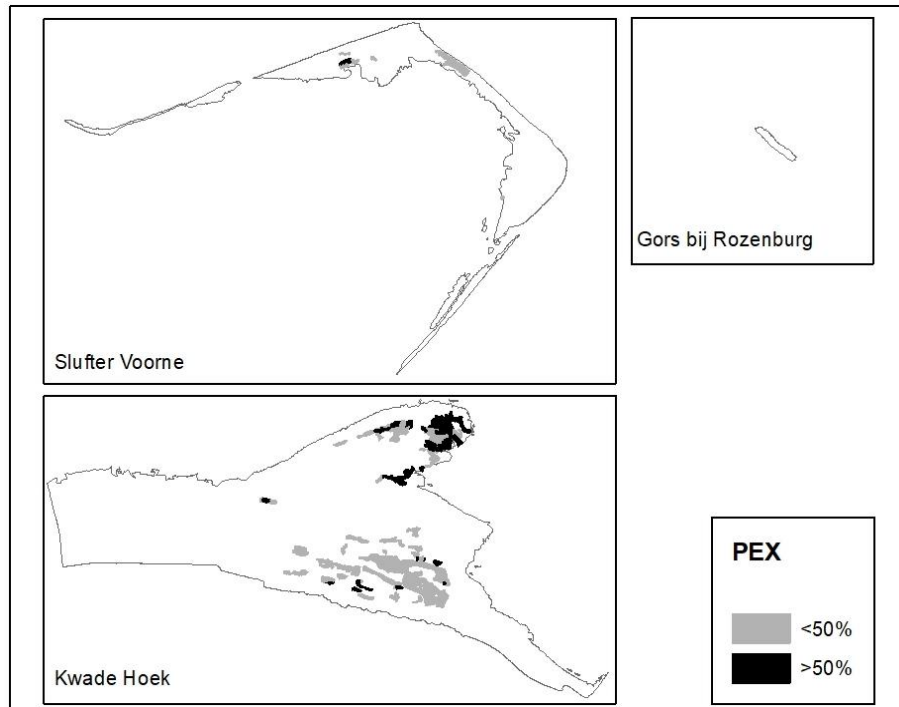 Slufter Voorne
Gors bij Rozenburg
Kwade Hoek
PEX
<50%
>50%